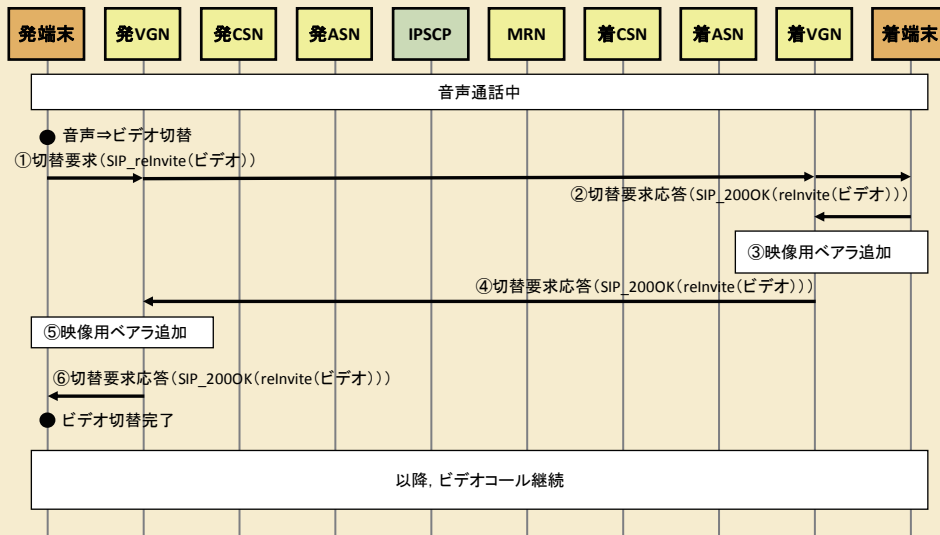 発端末 発VGN 発CSN 発ASN IPSCP MRN 着CSN 着ASN 着VGN 着端末
音声通話中
音声⇒ビデオ切替
①切替要求(SIP_reInvite(ビデオ))
②切替要求応答(SIP_200OK(reInvite(ビデオ)))
③映像用ベアラ追加
④切替要求応答(SIP_200OK(reInvite(ビデオ)))
⑤映像用ベアラ追加
⑥切替要求応答(SIP_200OK(reInvite(ビデオ)))
ビデオ切替完了
以降,ビデオコール継続